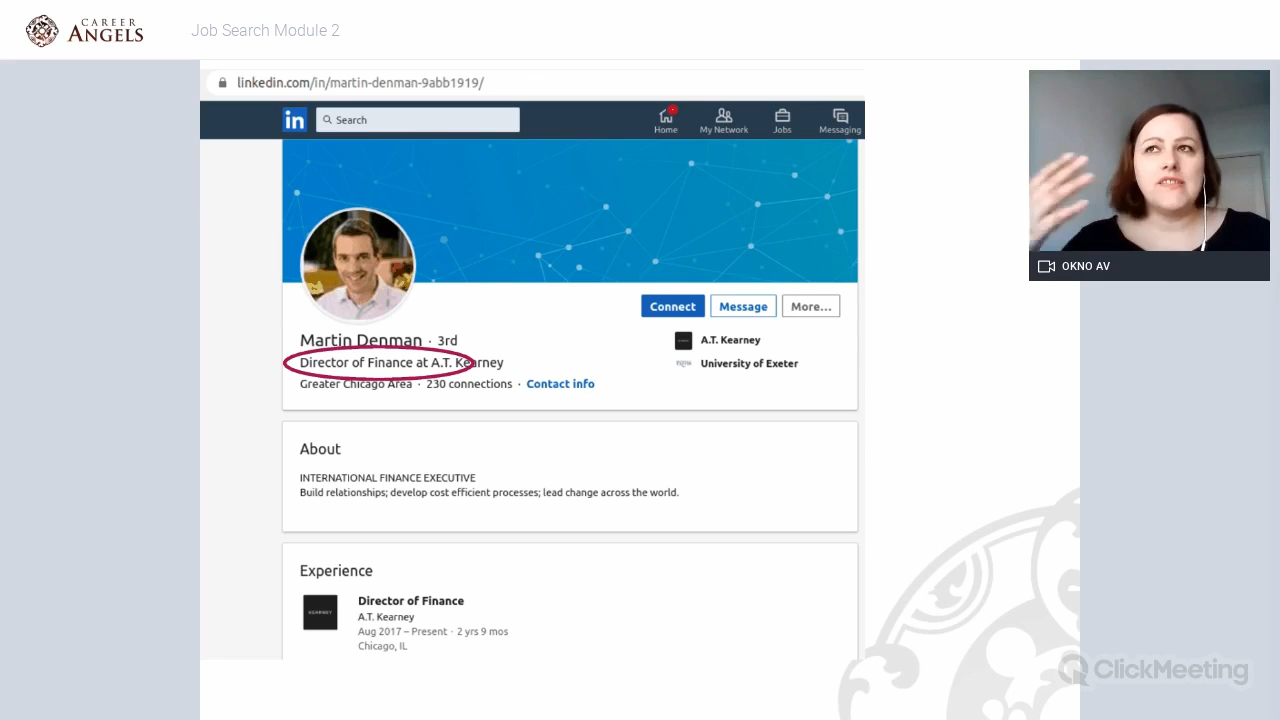 CAREER
ANGELS
Job Search Module 2
linkedin.com/in/martin-denman-9abb1919/
in
Search
Home
My Network
Jobs
Messaging
OKNO AV
Connect
Message
More...
Martin Denman · 3rd
Director of Finance at A.T. Kearney
Greater Chicago Area · 230 connections · Contact info
A.T. Kearney
University of Exeter
About
INTERNATIONAL FINANCE EXECUTIVE
Build relationships; develop cost efficient processes; lead change across the world.
Experience
KEARNEY
Director of Finance
A.T. Kearney
Aug 2017 – Present · 2 yrs 9 mos
Chicago, IL
ClickMeeting